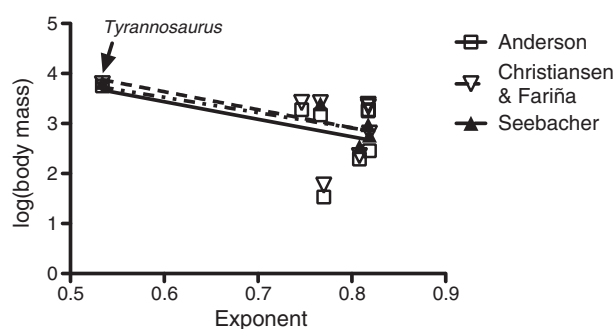 Tyrannosaurus
5
4
3
2
1
0
log(body mass)
0.5
0.6
0.7
0.8
0.9
Exponent
Anderson
Christiansen
& Fariña
Seebacher